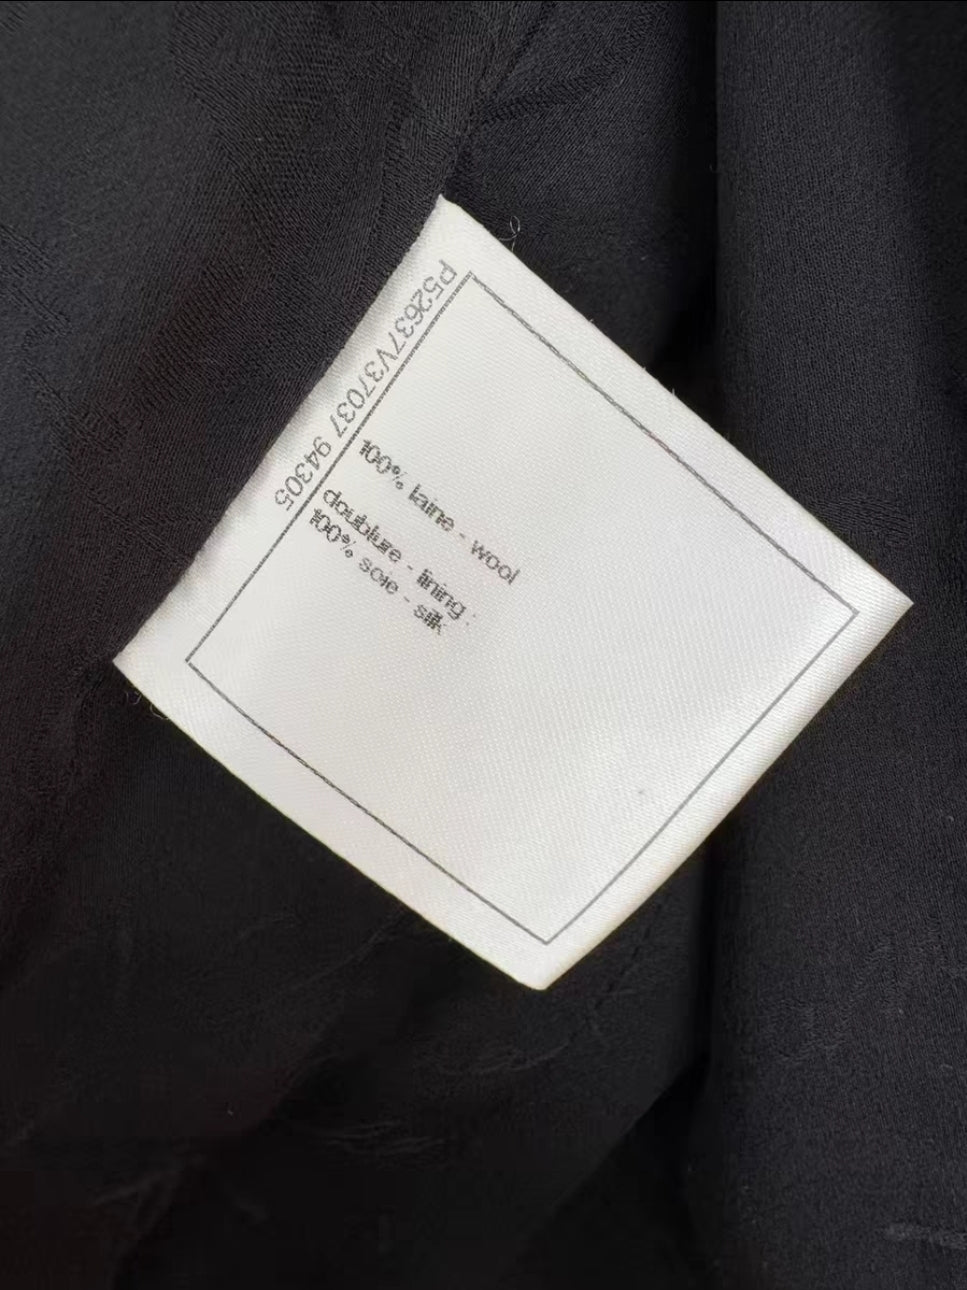 P52637V37037 94305
100% laine - wool
doublure - lining :
100% soie - silk